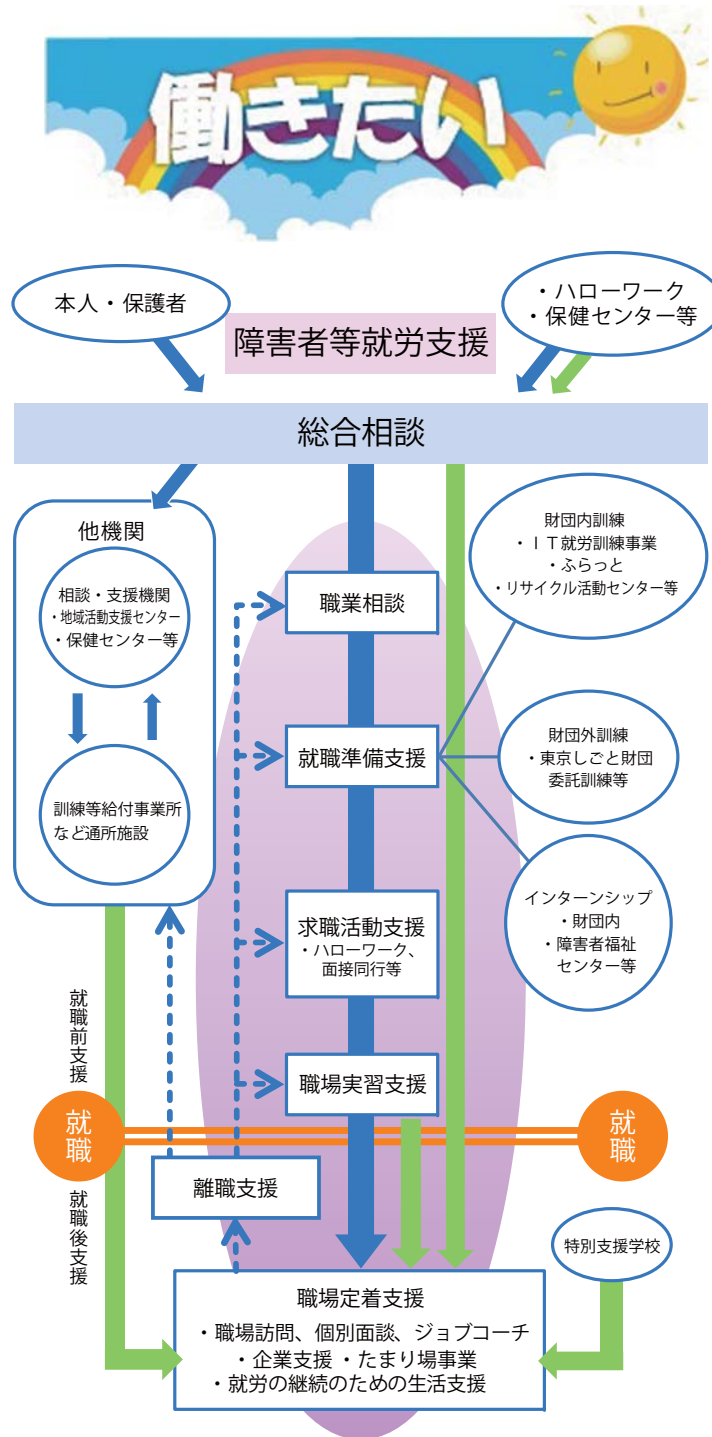 働きたい
本人・保護者
・ハローワーク
・保健センター等
障害者等就労支援
総合相談
他機関
相談・支援機関
・地域活動支援センター
・保健センター等
訓練等給付事業所
など通所施設
職業相談
就職準備支援
求職活動支援
・ハローワーク、
面接同行等
職場実習支援
財団内訓練
・ＩＴ就労訓練事業
・ふらっと
・リサイクル活動センター等
財団外訓練
・東京しごと財団
委託訓練等
インターンシップ
・財団内
・障害者福祉
センター等
就職前支援
就職
就職
就職後支援
離職支援
特別支援学校
職場定着支援
・職場訪問、個別面談、ジョブコーチ
・企業支援 ・たまり場事業
・就労の継続のための生活支援